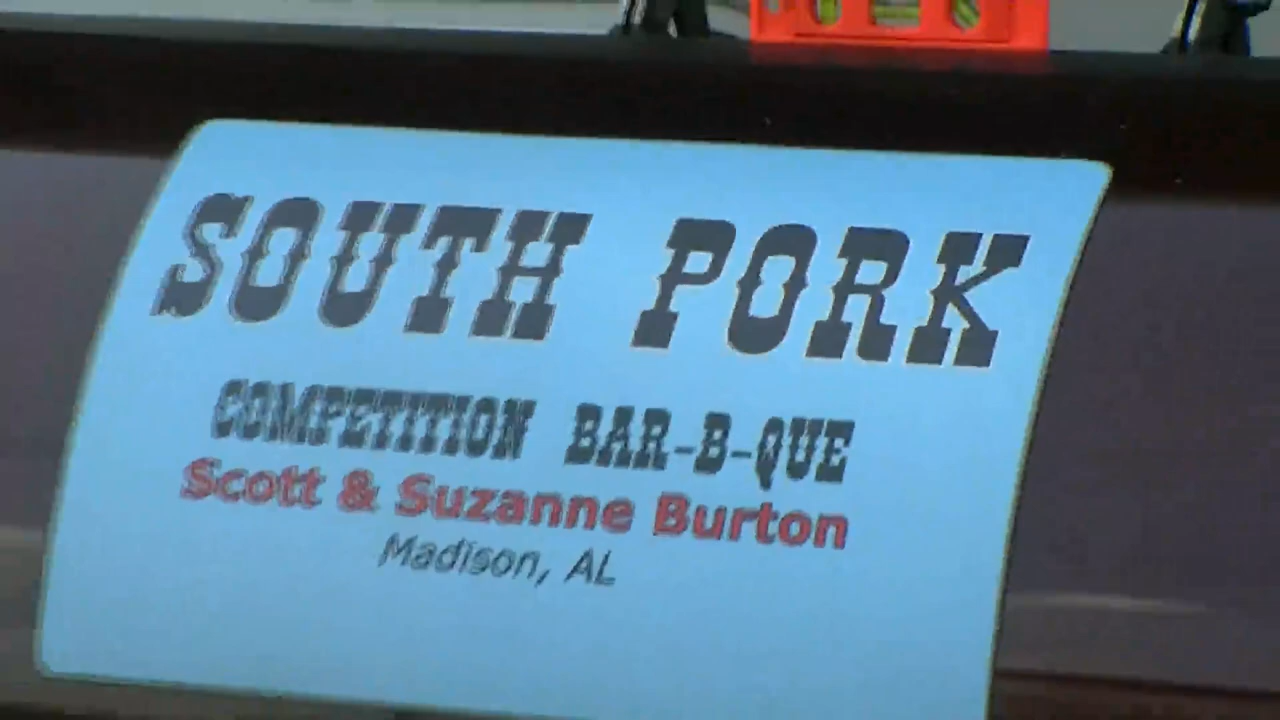 SOUTH PORK
COMPETITION BAR-B-QUE
Scott & Suzanne Burton
Madison, AL